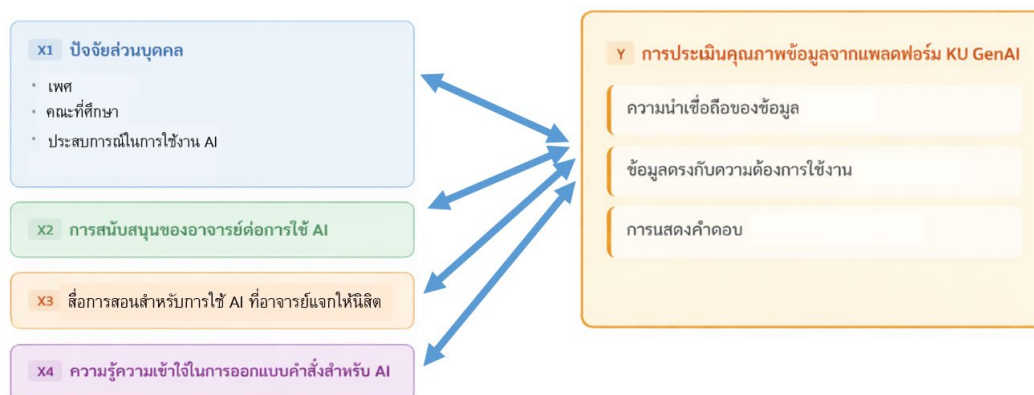 X1 ปัจจัยส่วนบุคคล
• เพศ
• คณะที่ศึกษา
• ประสบการณ์ในการใช้งาน AI
X2 การสนับสนุนของอาจารย์ต่อการใช้ AI
X3 สื่อการสอนสำหรับการใช้ AI ที่อาจารย์แจกให้นิสิต
X4 ความรู้ความเข้าใจในการออกแบบคำสั่งสำหรับ AI
Y การประเมินคุณภาพข้อมูลจากแพลตฟอร์ม KU GenAI
ความน่าเชื่อถือของข้อมูล
ข้อมูลตรงกับความต้องการใช้งาน
การแสดงคำตอบ